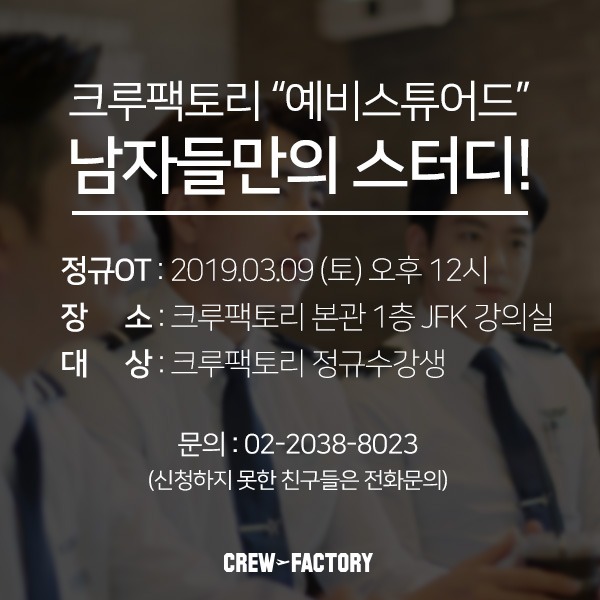 크루팩토리 “예비스튜어드”
남자들만의 스터디!
정규OT : 2019.03.09 (토) 오후 12시
장 소 : 크루팩토리 본관 1층 JFK 강의실
대 상 : 크루팩토리 정규수강생
문의 : 02-2038-8023
(신청하지 못한 친구들은 전화문의)
CREW FACTORY